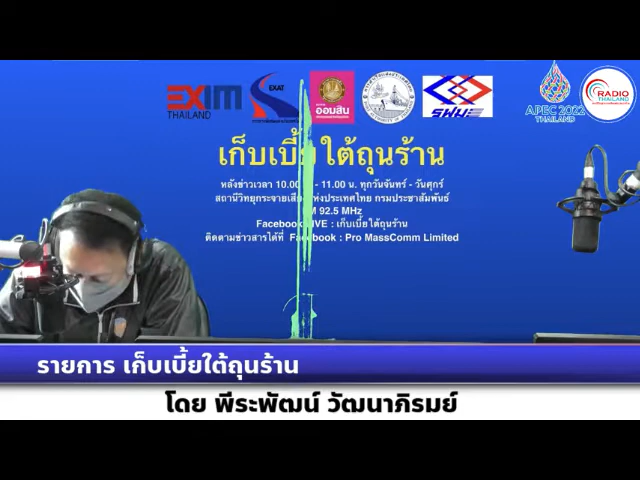 EXIM
THAILAND
EXAT
ออมสิน
รฟม
APEC 2022
THAILAND
RADIO
THAILAND
เก็บเบี้ยใต้ถุนร้าน
หลังข่าวเวลา 10.00 - 11.00 น. ทุกวันจันทร์ - วันศุกร์
สถานีวิทยุกระจายเสียงแห่งประเทศไทย กรมประชาสัมพันธ์
FM 92.5 MHz
Facebook LIVE : เก็บเบี้ยใต้ถุนร้าน
ติดตามข่าวสารได้ที่ Facebook : Pro MassComm Limited
รายการ เก็บเบี้ยใต้ถุนร้าน
โดย พีระพัฒน์ วัฒนาภิรมย์